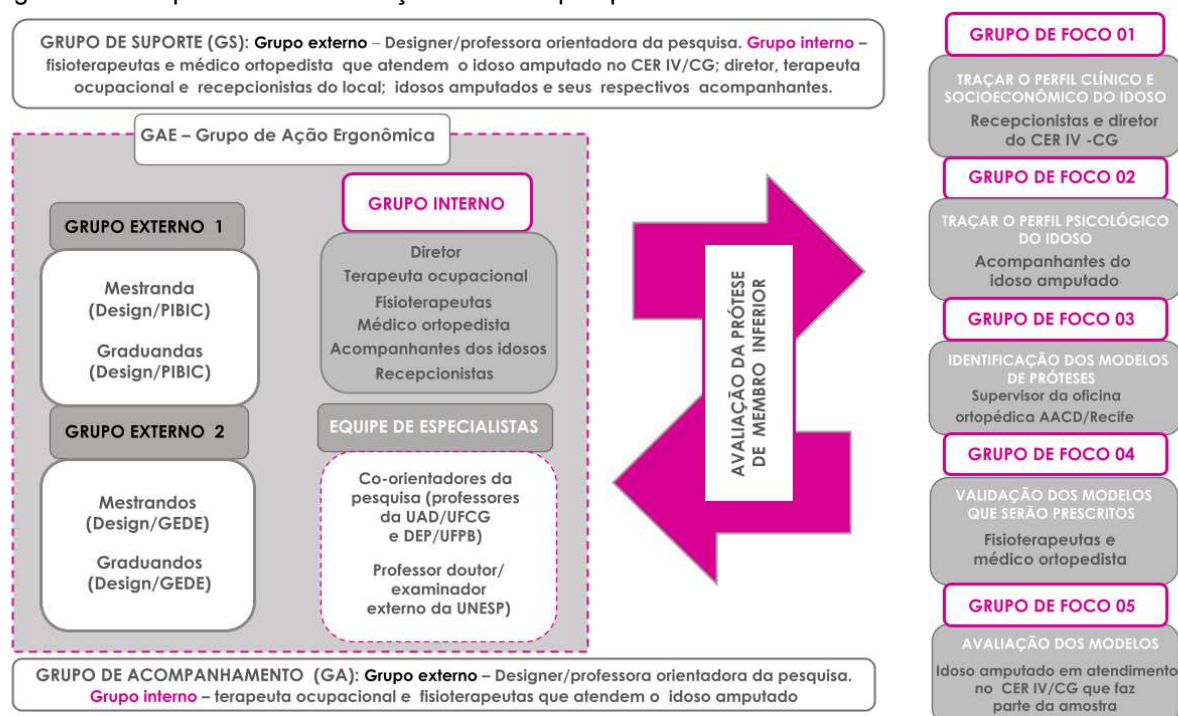 GRUPO DE SUPORTE (GS): Grupo externo – Designer/professora orientadora da pesquisa. Grupo interno –
fisioterapeutas e médico ortopedista que atendem o idoso amputado no CER IV/CG; diretor, terapeuta
ocupacional e recepcionistas do local; idosos amputados e seus respectivos acompanhantes.
GAE – Grupo de Ação Ergonômica
GRUPO EXTERNO 1
Mestranda
(Design/PIBIC)
Graduandas
(Design/PIBIC)
GRUPO EXTERNO 2
Mestrandos
(Design/GEDE)
Graduandos
(Design/GEDE)
GRUPO INTERNO
Diretor
Terapeuta ocupacional
Fisioterapeutas
Médico ortopedista
Acompanhantes dos idosos
Recepcionistas
EQUIPE DE ESPECIALISTAS
Co-orientadores da
pesquisa (professores
da UAD/UFCG
e DEP/UFPB)
Professor doutor/
examinador
externo da UNESP)
AVALIAÇÃO DA PRÓTESE
DE MEMBRO INFERIOR
GRUPO DE FOCO 01
TRAÇAR O PERFIL CLÍNICO E
SOCIOECONÔMICO DO IDOSO
Recepcionistas e diretor
do CER IV -CG
GRUPO DE FOCO 02
TRAÇAR O PERFIL PSICOLÓGICO
DO IDOSO
Acompanhantes do
idoso amputado
GRUPO DE FOCO 03
IDENTIFICAÇÃO DOS MODELOS
DE PRÓTESES
Supervisor da oficina
ortopédica AACD/Recife
GRUPO DE FOCO 04
VALIDAÇÃO DOS MODELOS
QUE SERÃO PRESCRITOS
Fisioterapeutas e
médico ortopedista
GRUPO DE FOCO 05
AVALIAÇÃO DOS MODELOS
Idoso amputado em atendimento
no CER IV/CG que faz
parte da amostra
GRUPO DE ACOMPANHAMENTO (GA): Grupo externo – Designer/professora orientadora da pesquisa.
Grupo interno – terapeuta ocupacional e fisioterapeutas que atendem o idoso amputado